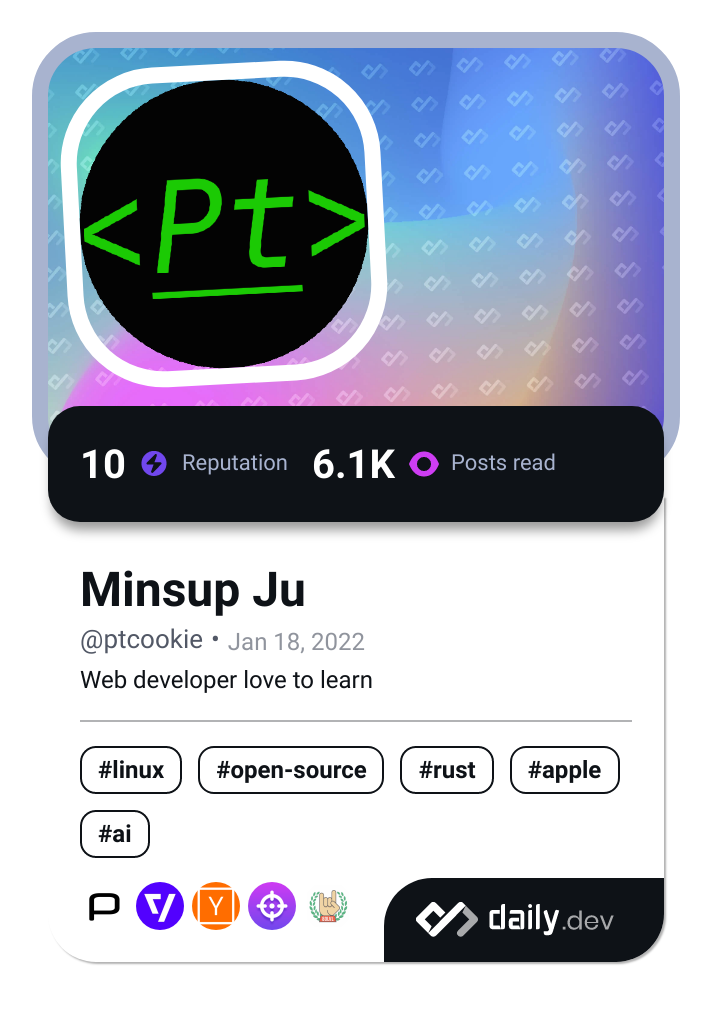 <Pt>
10 Reputation 6.1K Posts read
Minsup Ju
@ptcookie • Jan 18, 2022
Web developer love to learn
#linux #open-source #rust #apple
#ai
Y
daily.dev